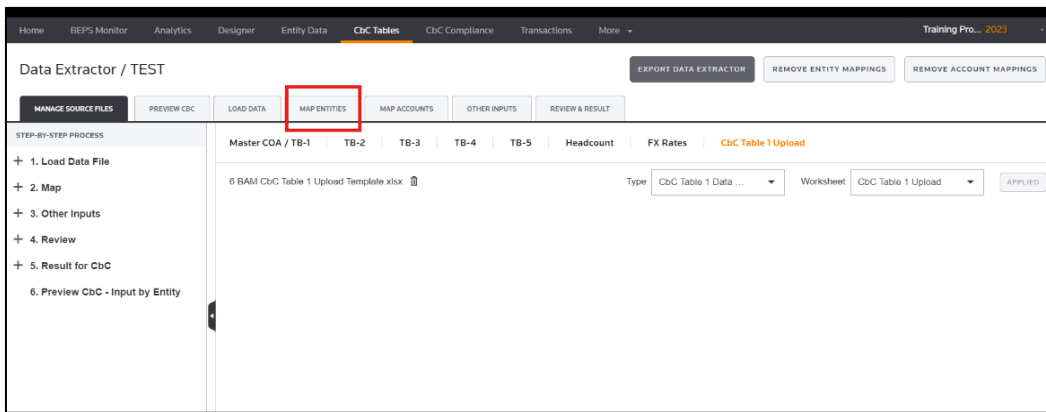 Home BEPS Monitor Analytics Designer Entity Data CbC Tables CbC Compliance Transactions More Training Pro... 2023
Data Extractor / TEST EXPORT DATA EXTRACTOR REMOVE ENTITY MAPPINGS REMOVE ACCOUNT MAPPINGS
MANAGE SOURCE FILES PREVIEW CBC LOAD DATA MAP ENTITIES MAP ACCOUNTS OTHER INPUTS REVIEW & RESULT
STEP-BY-STEP PROCESS
Master COA / TB-1 TB-2 TB-3 TB-4 TB-5 Headcount FX Rates CbC Table 1 Upload
+ 1. Load Data File
6 BAM CbC Table 1 Upload Template.xlsx Type: CbC Table 1 Data ... Worksheet: CbC Table 1 Upload APPLIED
+ 2. Map
+ 3. Other Inputs
+ 4. Review
+ 5. Result for CbC
6. Preview CbC - Input by Entity